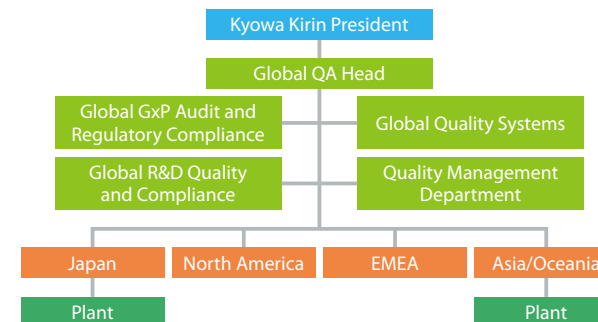 Kyowa Kirin President
Global QA Head
Global GxP Audit and
Regulatory Compliance
Global Quality Systems
Global R&D Quality
and Compliance
Quality Management
Department
Japan
North America
EMEA
Asia/Oceania
Plant
Plant